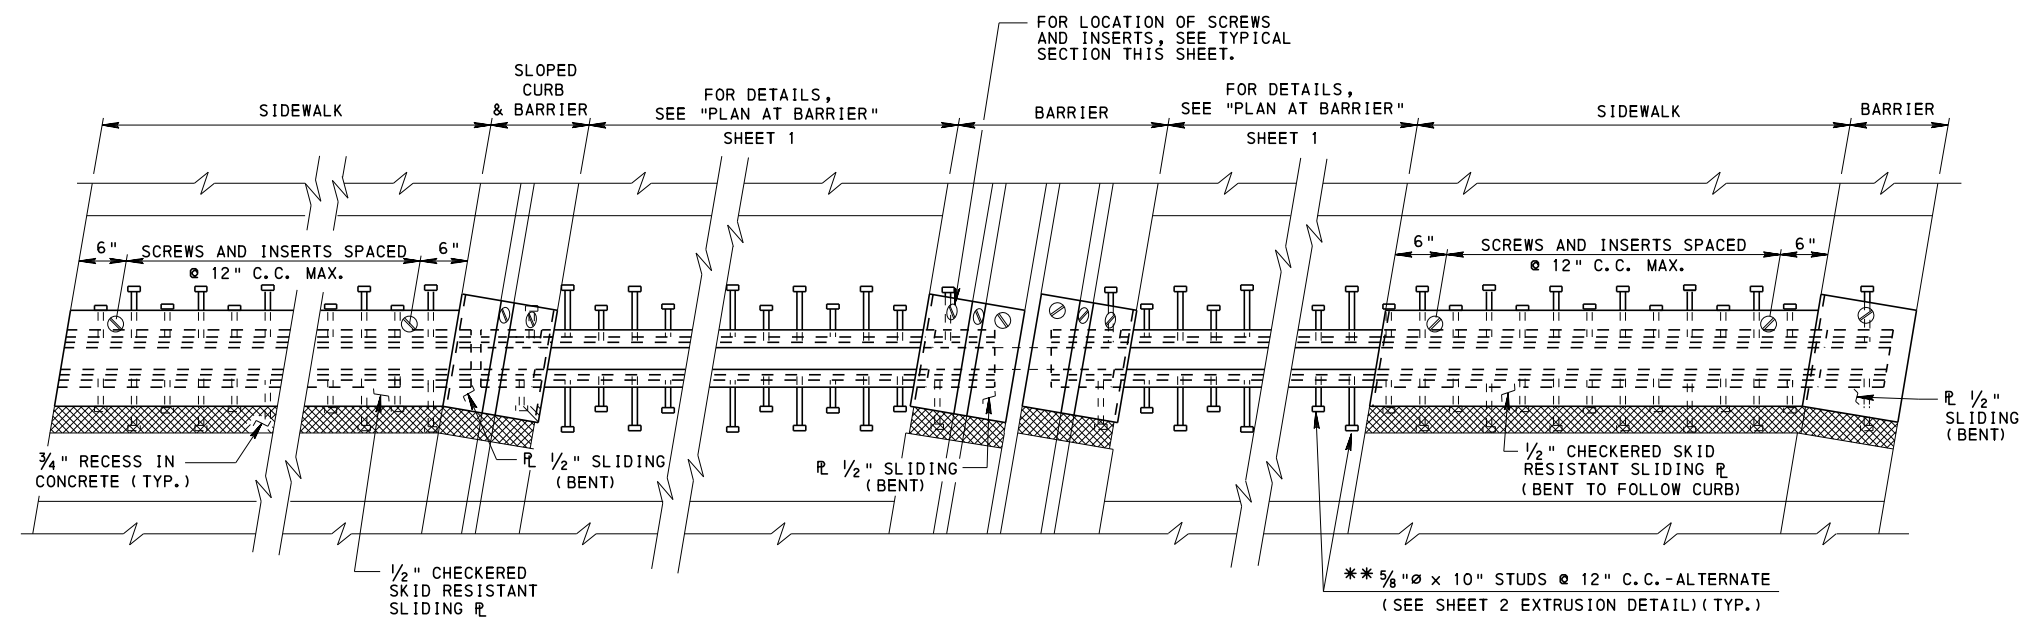 FOR LOCATION OF SCREWS
AND INSERTS, SEE TYPICAL
SECTION THIS SHEET.
SIDEWALK
SLOPED
CURB
& BARRIER
FOR DETAILS,
SEE "PLAN AT BARRIER"
SHEET 1
BARRIER
FOR DETAILS,
SEE "PLAN AT BARRIER"
SHEET 1
SIDEWALK
BARRIER
6"
SCREWS AND INSERTS SPACED
@ 12" C.C. MAX.
6"
6"
SCREWS AND INSERTS SPACED
@ 12" C.C. MAX.
6"
¾" RECESS IN
CONCRETE (TYP.)
℄ ½" SLIDING
(BENT)
℄ ½" SLIDING
(BENT)
½" CHECKERED SKID
RESISTANT SLIDING ℄
(BENT TO FOLLOW CURB)
℄ ½"
SLIDING
(BENT)
½" CHECKERED
SKID RESISTANT
SLIDING ℄
**⅝"Ø x 10" STUDS @ 12" C.C.-ALTERNATE
(SEE SHEET 2 EXTRUSION DETAIL)(TYP.)